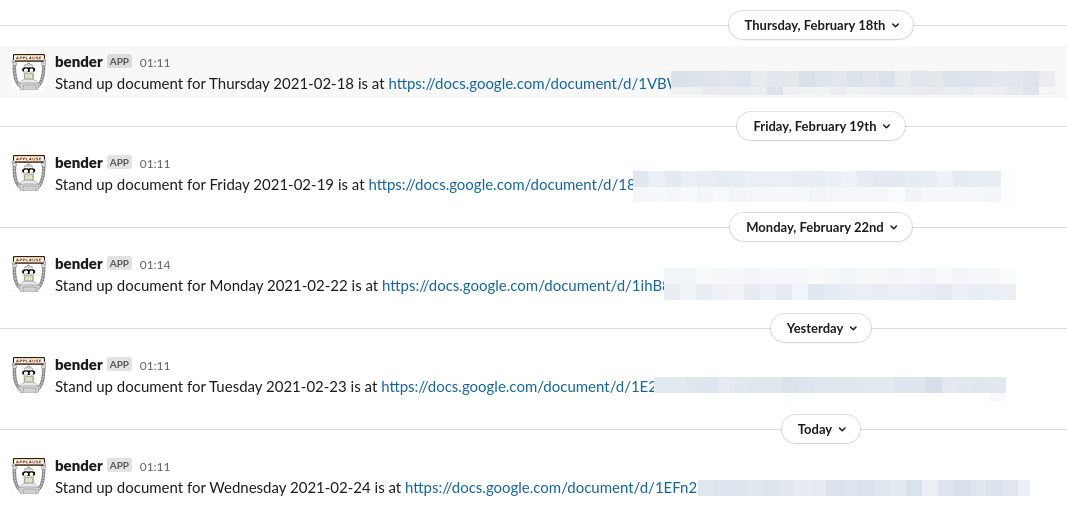 Thursday, February 18th
APPLAUSE
bender APP 01:11
Stand up document for Thursday 2021-02-18 is at https://docs.google.com/document/d/1VB
Friday, February 19th
APPLAUSE
bender APP 01:11
Stand up document for Friday 2021-02-19 is at https://docs.google.com/document/d/18
Monday, February 22nd
APPLAUSE
bender APP 01:14
Stand up document for Monday 2021-02-22 is at https://docs.google.com/document/d/1ihB
Yesterday
APPLAUSE
bender APP 01:11
Stand up document for Tuesday 2021-02-23 is at https://docs.google.com/document/d/1E2
Today
APPLAUSE
bender APP 01:11
Stand up document for Wednesday 2021-02-24 is at https://docs.google.com/document/d/1EFn2